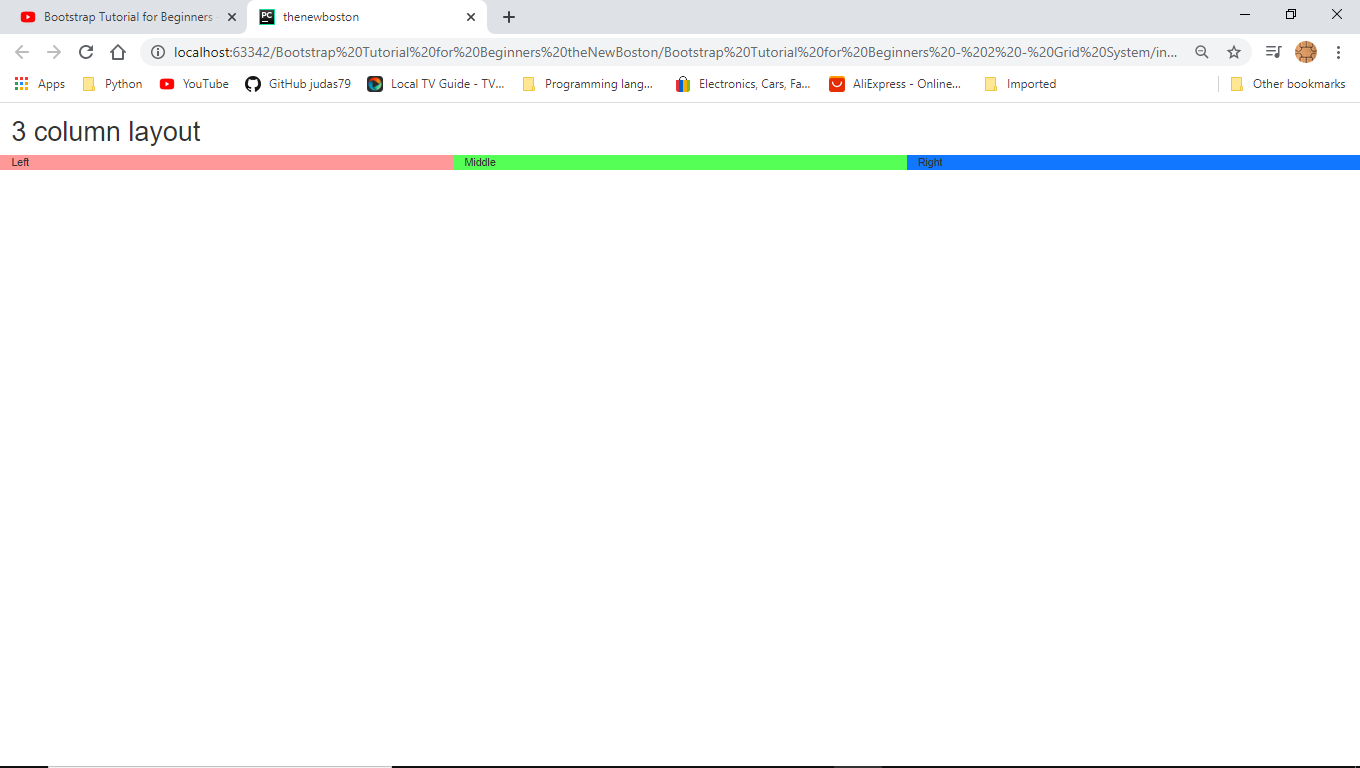 Bootstrap Tutorial for Beginners
PC thenewboston
localhost:63342/Bootstrap%20Tutorial%20for%20Beginners%20theNewBoston/Bootstrap%20Tutorial%20for%20Beginners%20-%202%20-%20Grid%20System/in...
Apps Python YouTube GitHub judas79 Local TV Guide - TV... Programming lang... Electronics, Cars, Fa... AliExpress - Online... Imported Other bookmarks
3 column layout
Left Middle Right